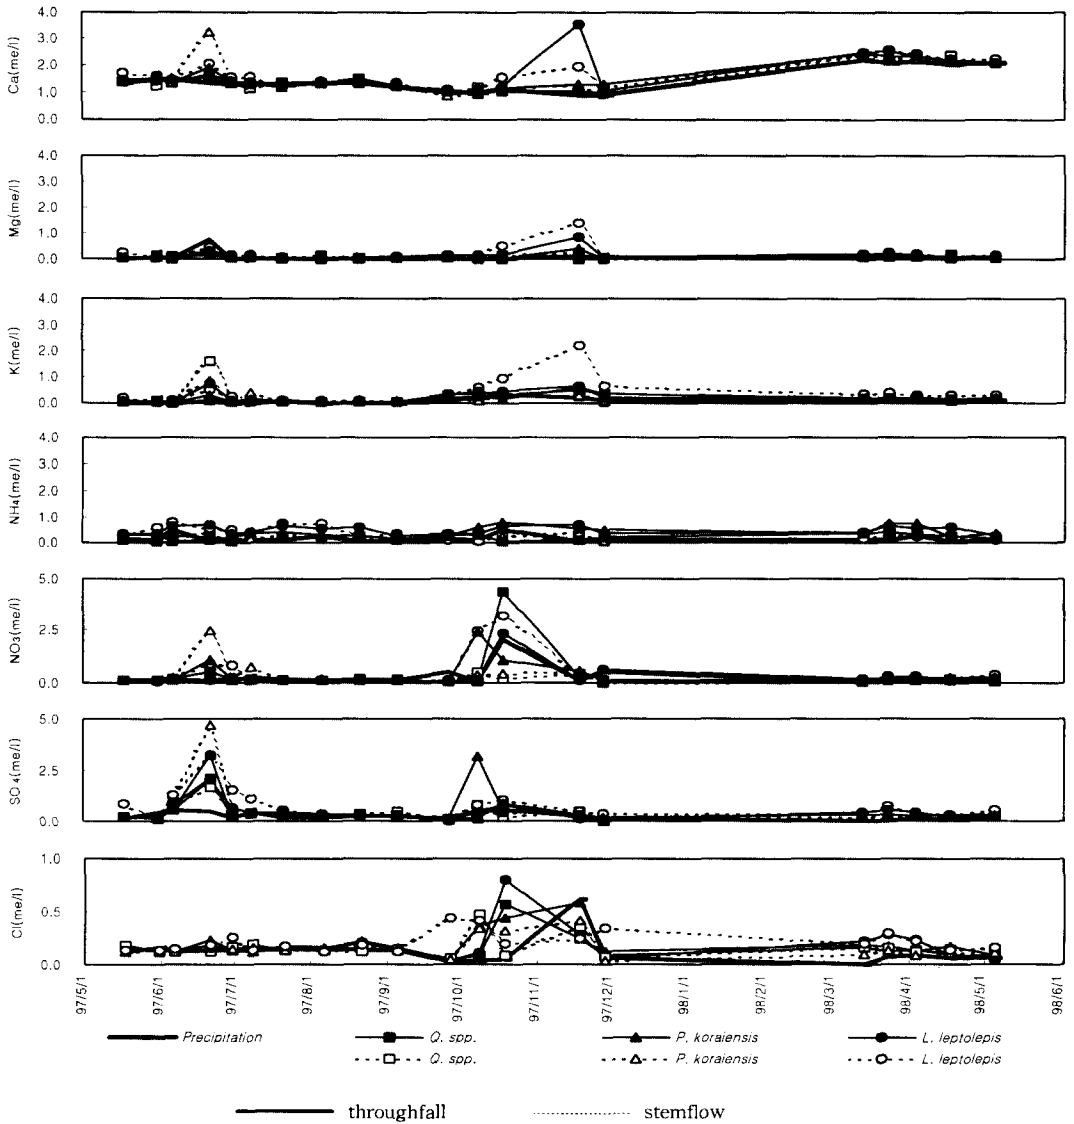 Ca(me/l)
4.0
3.0
2.0
1.0
0.0
Mg(me/l)
4.0
3.0
2.0
1.0
0.0
K(me/l)
4.0
3.0
2.0
1.0
0.0
NH4(me/l)
4.0
3.0
2.0
1.0
0.0
NO3(me/l)
5.0
2.5
0.0
SO4(me/l)
5.0
2.5
0.0
Cl(me/l)
1.0
0.5
0.0
97/5/1
97/6/1
97/7/1
97/8/1
97/9/1
97/10/1
97/11/1
97/12/1
98/1/1
98/2/1
98/3/1
98/4/1
98/5/1
98/6/1
Precipitation
Q. spp.
P. koraiensis
L. leptolepis
Q. spp.
P. koraiensis
L. leptolepis
throughfall
stemflow